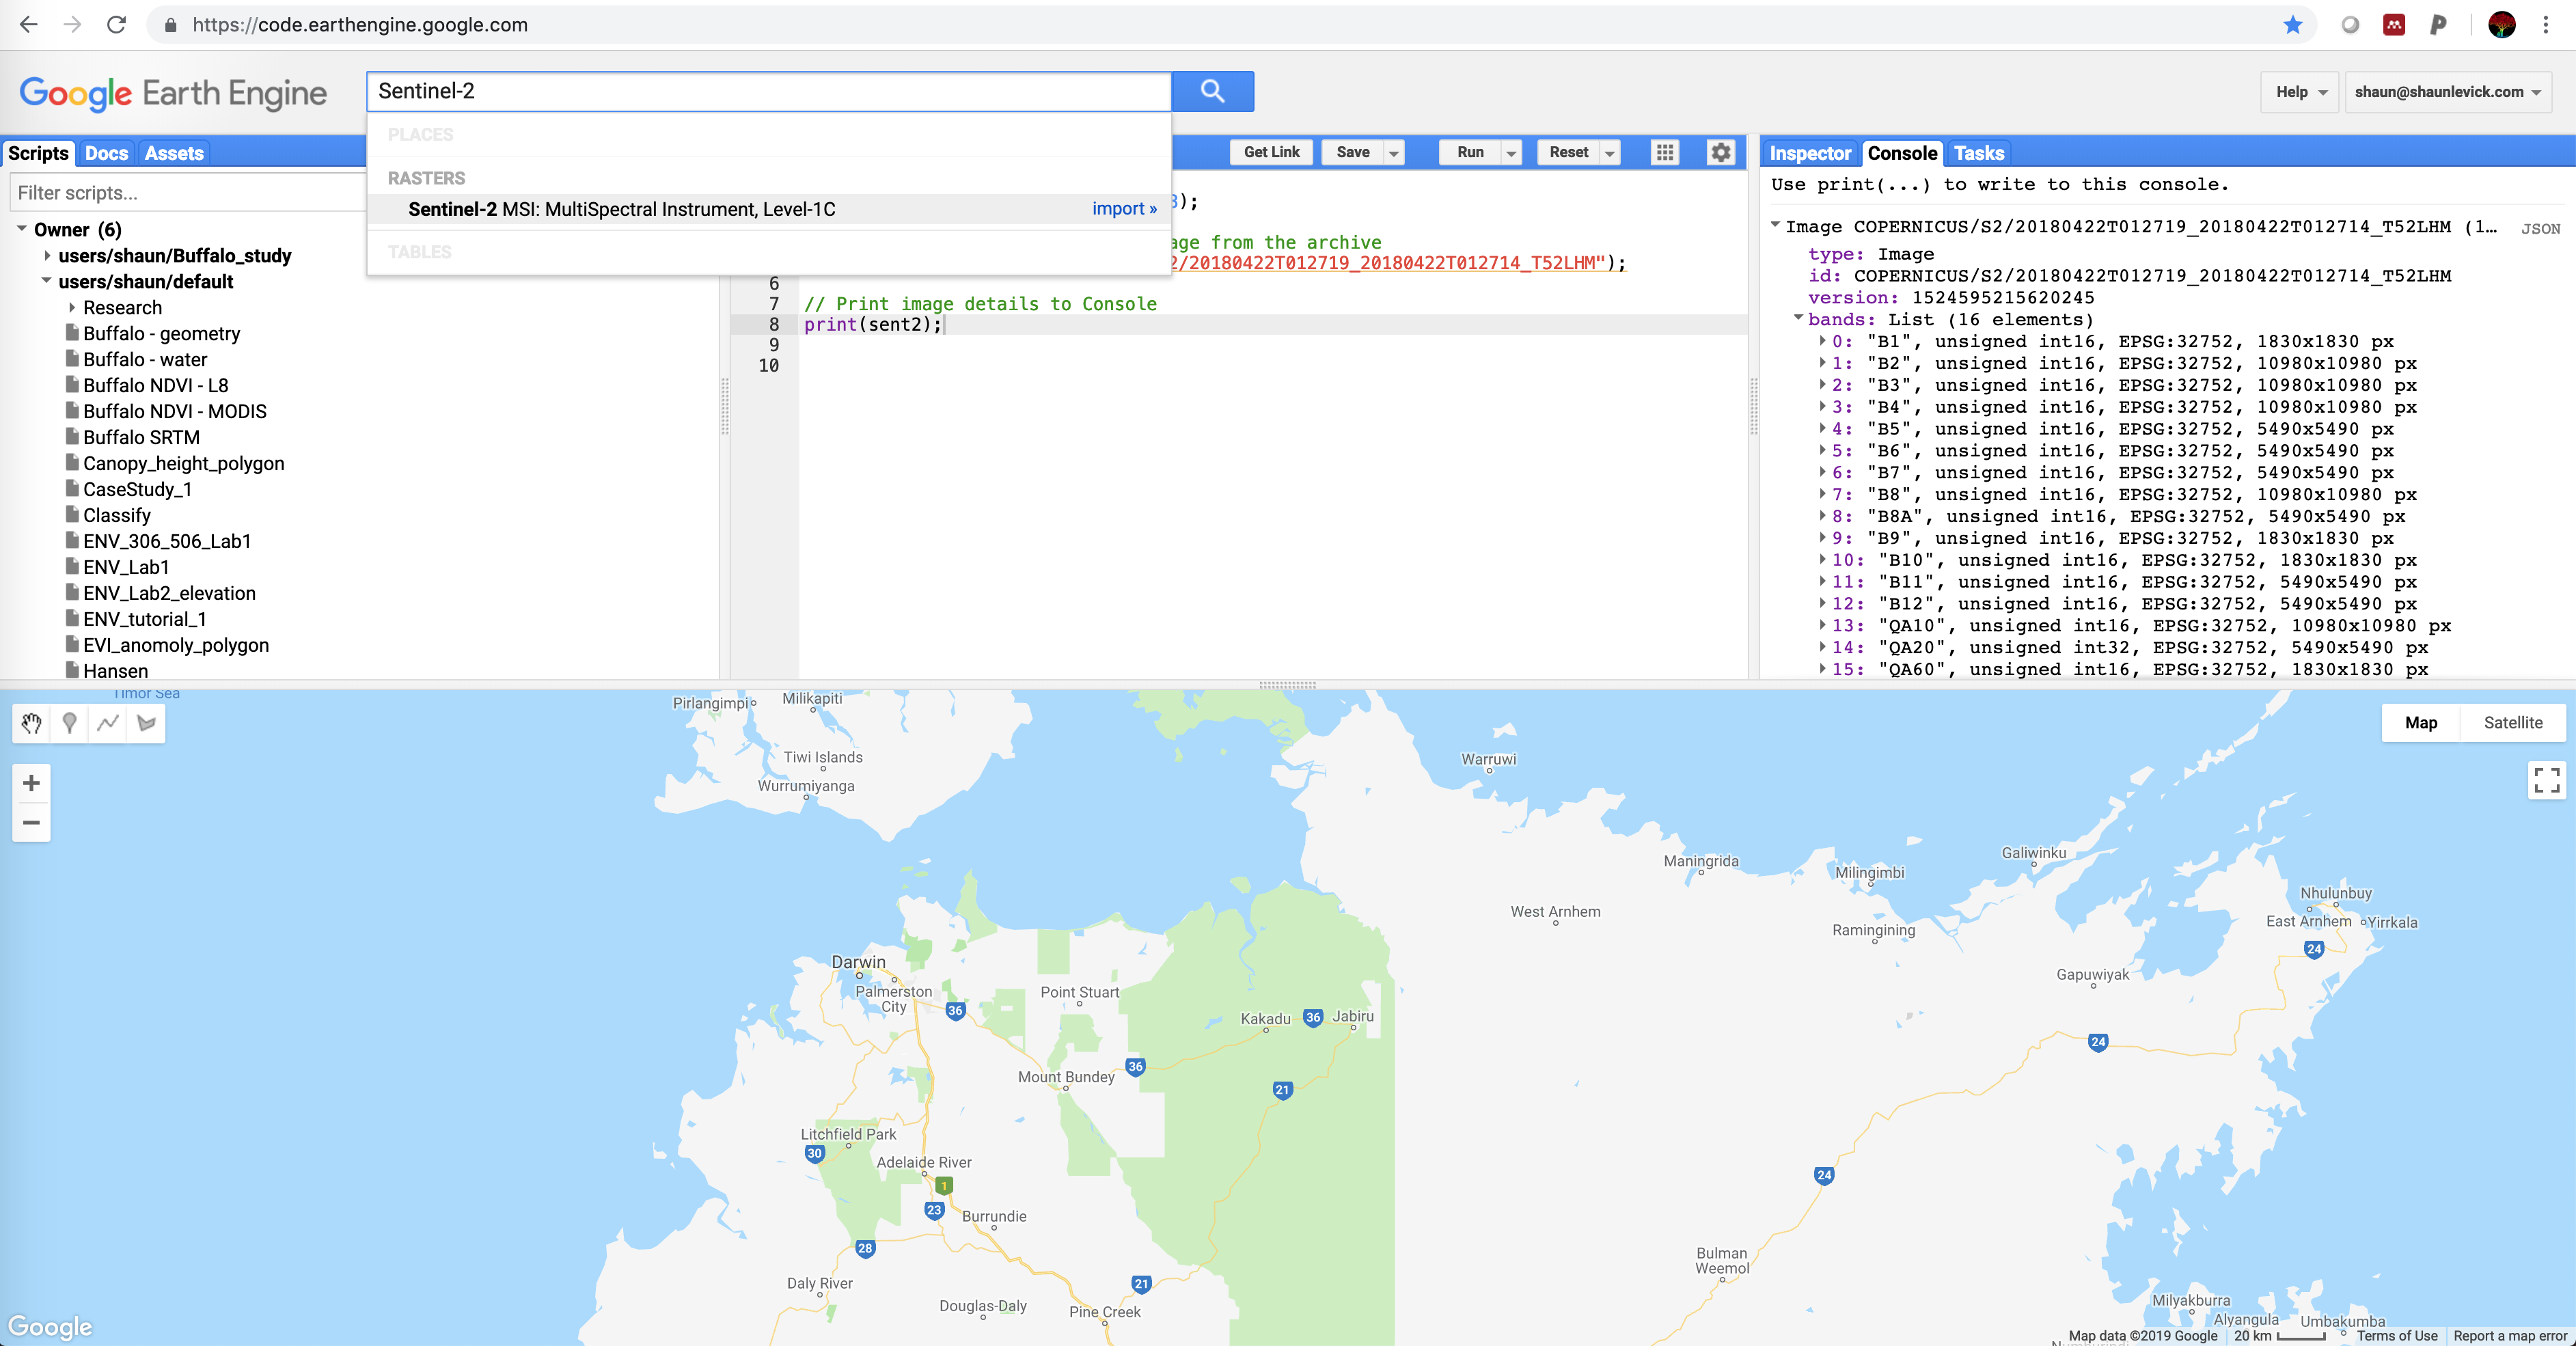 https://code.earthengine.google.com
Google Earth Engine
Sentinel-2
Help
shaun@shaunlevick.com
PLACES
RASTERS
Sentinel-2 MSI: MultiSpectral Instrument, Level-1C
import »
TABLES
Scripts
Docs
Assets
Filter scripts...
Owner (6)
users/shaun/Buffalo_study
users/shaun/default
Research
Buffalo - geometry
Buffalo - water
Buffalo NDVI - L8
Buffalo NDVI - MODIS
Buffalo SRTM
Canopy_height_polygon
CaseStudy_1
Classify
ENV_306_506_Lab1
ENV_Lab1
ENV_Lab2_elevation
ENV_tutorial_1
EVI_anomoly_polygon
Hansen
Get Link
Save
Run
Reset
);
age from the archive
2/20180422T012719_20180422T012714_T52LHM");
6
7 // Print image details to Console
8 print(sent2);
9
10
Inspector
Console
Tasks
Use print(...) to write to this console.
Image COPERNICUS/S2/20180422T012719_20180422T012714_T52LHM (1...
JSON
type: Image
id: COPERNICUS/S2/20180422T012719_20180422T012714_T52LHM
version: 1524595215620245
bands: List (16 elements)
0: "B1", unsigned int16, EPSG:32752, 1830x1830 px
1: "B2", unsigned int16, EPSG:32752, 10980x10980 px
2: "B3", unsigned int16, EPSG:32752, 10980x10980 px
3: "B4", unsigned int16, EPSG:32752, 10980x10980 px
4: "B5", unsigned int16, EPSG:32752, 5490x5490 px
5: "B6", unsigned int16, EPSG:32752, 5490x5490 px
6: "B7", unsigned int16, EPSG:32752, 5490x5490 px
7: "B8", unsigned int16, EPSG:32752, 10980x10980 px
8: "B8A", unsigned int16, EPSG:32752, 5490x5490 px
9: "B9", unsigned int16, EPSG:32752, 1830x1830 px
10: "B10", unsigned int16, EPSG:32752, 1830x1830 px
11: "B11", unsigned int16, EPSG:32752, 5490x5490 px
12: "B12", unsigned int16, EPSG:32752, 5490x5490 px
13: "QA10", unsigned int16, EPSG:32752, 10980x10980 px
14: "QA20", unsigned int32, EPSG:32752, 5490x5490 px
15: "QA60", unsigned int16, EPSG:32752, 1830x1830 px
Timor Sea
Pirlangimpi
Milikapiti
Tiwi Islands
Wurrumiyanga
Map
Satellite
Warruwi
Maningrida
Milingimbi
Galiwinku
Nhulunbuy
East Arnhem
Yirrkala
24
West Arnhem
Ramingining
Gapuwiyak
Darwin
Palmerston
City
36
Point Stuart
Kakadu
36
Jabiru
24
36
Mount Bundey
21
Litchfield Park
30
Adelaide River
1
23
Burrundie
24
28
Daly River
21
Douglas-Daly
Pine Creek
Bulman
Weemol
Milyakburra
Alyangula
Umbakumba
Google
Map data ©2019 Google
20 km
Terms of Use
Report a map error